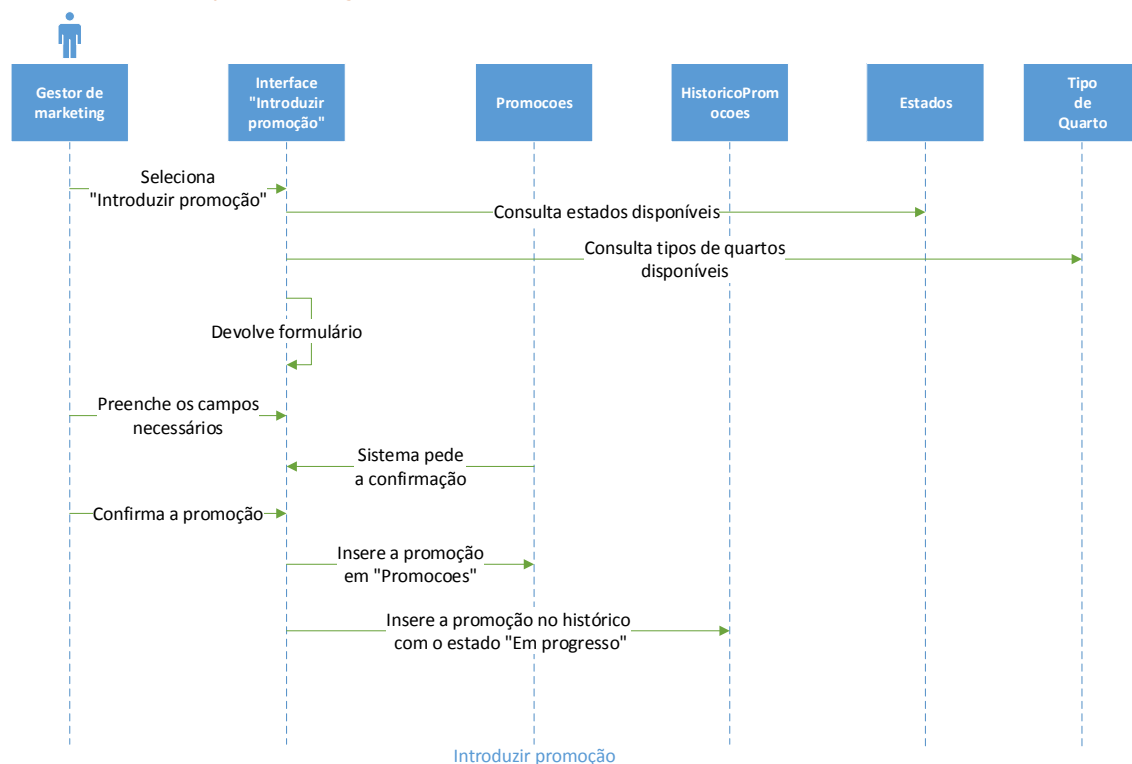 Gestor de
marketing
Interface
"Introduzir
promoção"
Promocoes
HistoricoProm
ocoes
Estados
Tipo
de
Quarto
Seleciona
"Introduzir promoção"
Consulta estados disponíveis
Consulta tipos de quartos
disponíveis
Devolve formulário
Preenche os campos
necessários
Sistema pede
a confirmação
Confirma a promoção
Insere a promoção
em "Promocoes"
Insere a promoção no histórico
com o estado "Em progresso"
Introduzir promoção